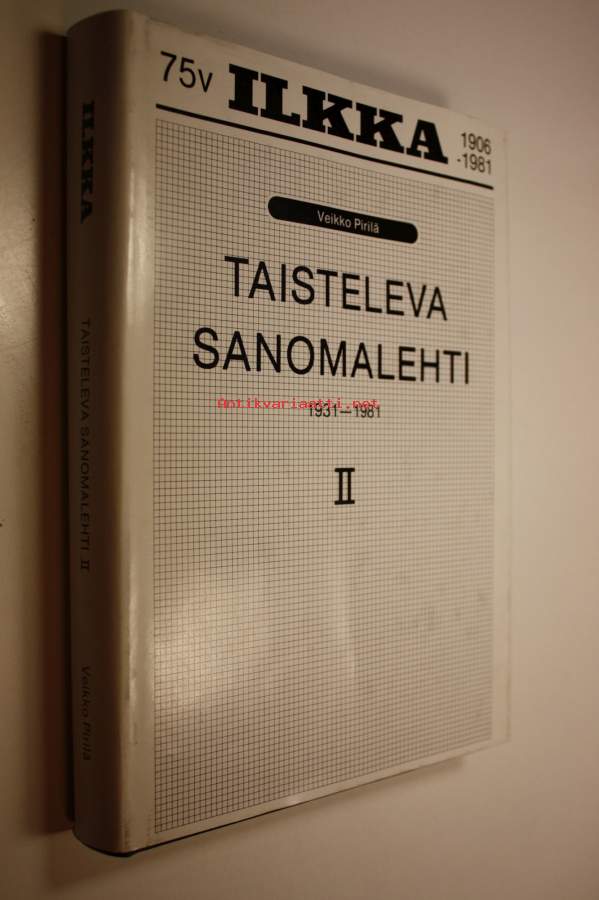 75v ILKKA 1906
-1981
Veikko Pirilä
TAISTELEVA
SANOMALEHTI
Antikvariaatti.net
1931—1981
II
ILKKA
TAISTELEVA SANOMALEHTI II
Veikko Pirilä